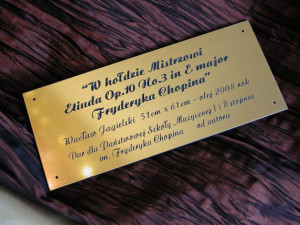 "W hołdzie Mistrzowi
Etiuda Op.10 No.3 in E major
Fryderyka Chopina"
Wacław Jagielski 51cm x 61cm - olej 2008 rok
Dar dla Państwowej Szkoły Muzycznej I i II stopnia
im. Fryderyka Chopina od autora